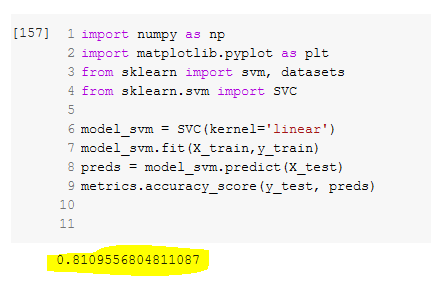 [157] 1 import numpy as np
2 import matplotlib.pyplot as plt
3 from sklearn import svm, datasets
4 from sklearn.svm import SVC
5
6 model_svm = SVC(kernel='linear')
7 model_svm.fit(X_train,y_train)
8 preds = model_svm.predict(X_test)
9 metrics.accuracy_score(y_test, preds)
10
11
0.8109556804811087